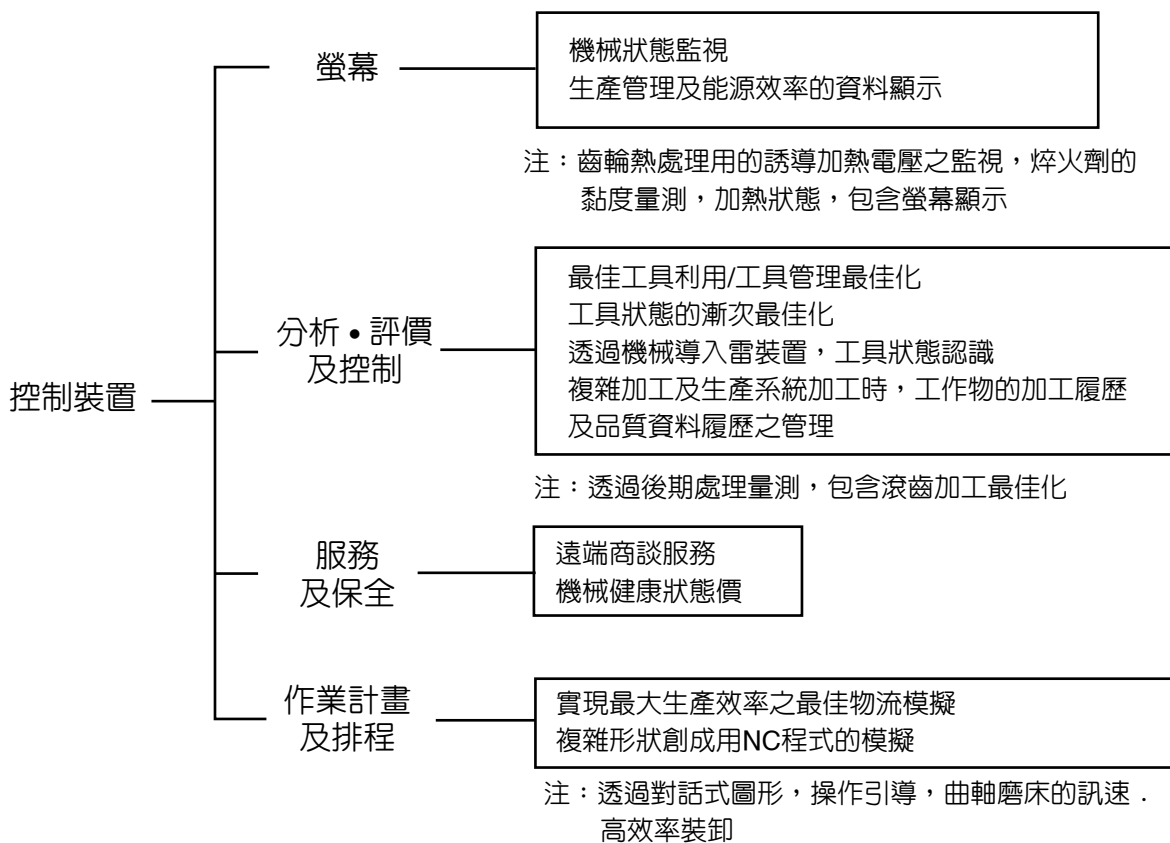 控制裝置
螢幕
機械狀態監視
生產管理及能源效率的資料顯示
注：齒輪熱處理用的誘導加熱電壓之監視，焠火劑的
黏度量測，加熱狀態，包含螢幕顯示
分析•評價
及控制
最佳工具利用/工具管理最佳化
工具狀態的漸次最佳化
透過機械導入雷裝置，工具狀態認識
複雜加工及生產系統加工時，工作物的加工履歷
及品質資料履歷之管理
注：透過後期處理量測，包含滾齒加工最佳化
服務
及保全
遠端商談服務
機械健康狀態價
作業計畫
及排程
實現最大生產效率之最佳物流模擬
複雜形狀創成用NC程式的模擬
注：透過對話式圖形，操作引導，曲軸磨床的訊速．
高效率裝卸